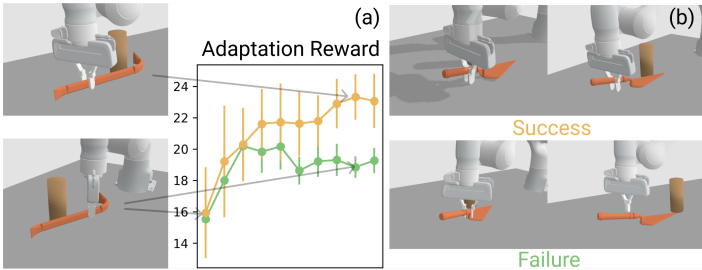 (a)
(b)
Adaptation Reward
24
22
20
18
16
14
Success
Failure